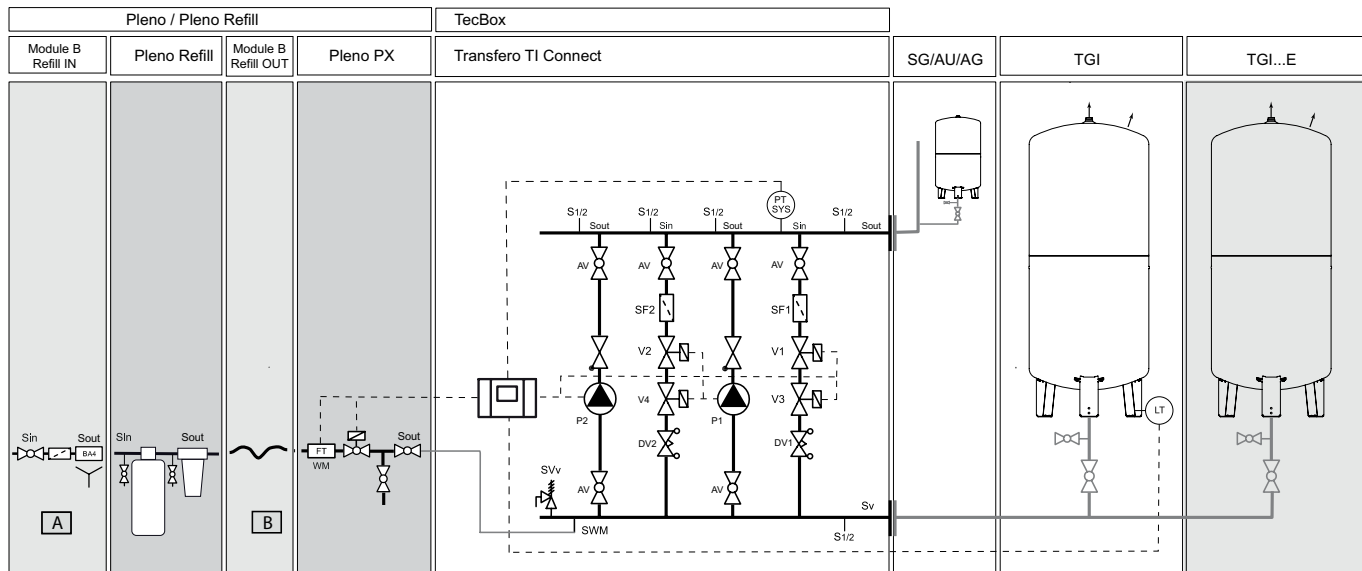 Pleno / Pleno Refill
TecBox
Module B
Refill IN
Pleno Refill
Module B
Refill OUT
Pleno PX
Transfero TI Connect
SG/AU/AG
TGI
TGI...E
PT
SYS
S1/2
S1/2
S1/2
S1/2
Sout
Sin
Sout
Sin
Sout
AV
AV
AV
AV
SF2
SF1
V2
V1
V4
V3
P2
P1
LT
DV2
DV1
Sin
Sout
BA4
SIn
Sout
Sout
FT
WM
SVv
AV
AV
Sv
A
B
SWM
S1/2